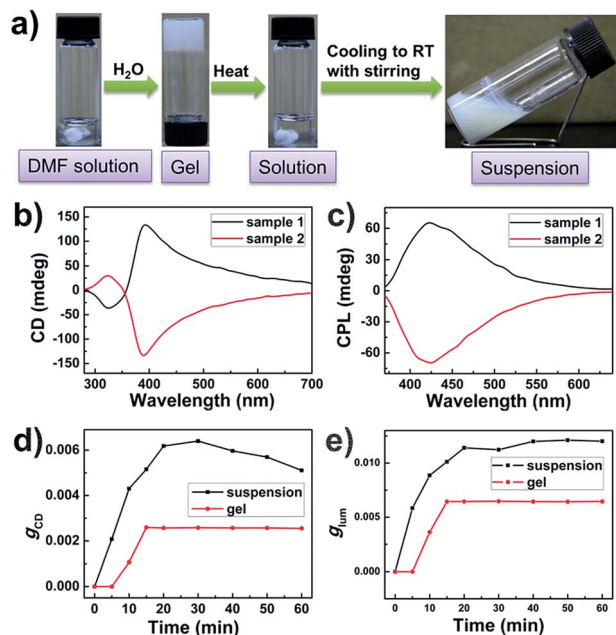 a)
H₂O
Heat
Cooling to RT
with stirring
DMF solution
Gel
Solution
Suspension
b)
150
100
50
0
-50
-100
-150
CD (mdeg)
sample 1
sample 2
300
400
500
600
700
Wavelength (nm)
c)
60
30
0
-30
-60
CPL (mdeg)
sample 1
sample 2
400
450
500
550
600
Wavelength (nm)
d)
0.006
0.004
0.002
0.000
gCD
suspension
gel
0
10
20
30
40
50
60
Time (min)
e)
0.010
0.005
0.000
glum
suspension
gel
0
10
20
30
40
50
60
Time (min)